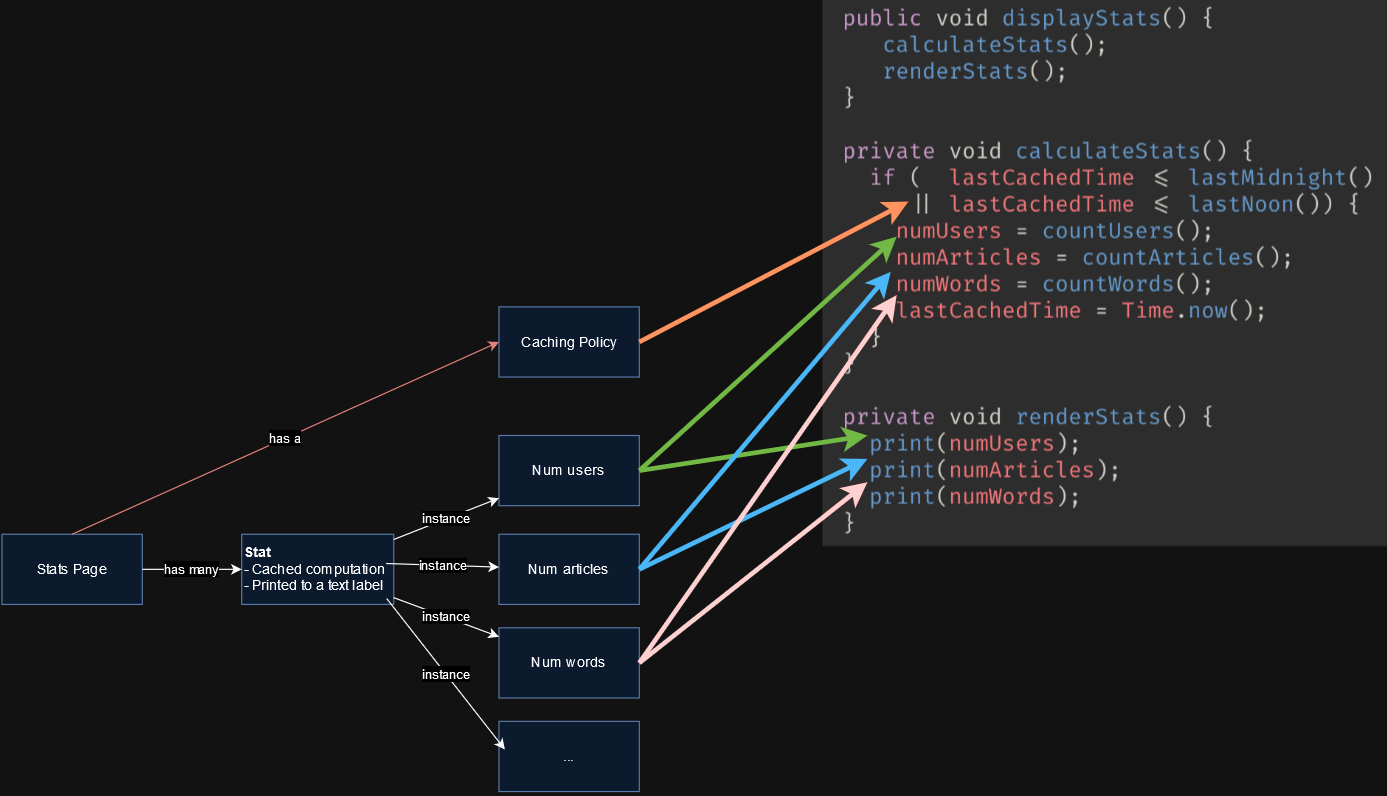 public void displayStats() {
calculateStats();
renderStats();
}
private void calculateStats() {
if ( lastCachedTime ⩽ lastMidnight()
|| lastCachedTime ⩽ lastNoon()) {
numUsers = countUsers();
numArticles = countArticles();
numWords = countWords();
lastCachedTime = Time.now();
}
}
private void renderStats() {
print(numUsers);
print(numArticles);
print(numWords);
}
Caching Policy
has a
Num users
instance
Stats Page
has many
Stat
- Cached computation
- Printed to a text label
instance
Num articles
instance
Num words
instance
...